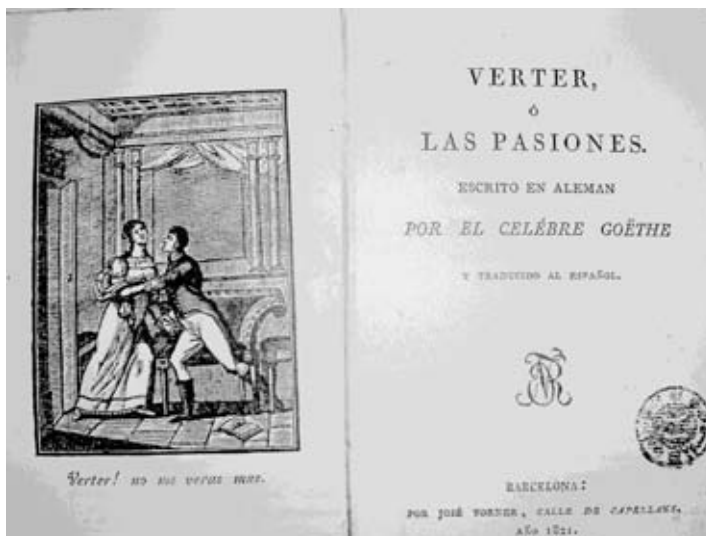 Verter! no me veras mas.
VERTER,
ó
LAS PASIONES.
ESCRITO EN ALEMAN
POR EL CELÉBRE GOËTHE
Y TRADUCIDO AL ESPAÑOL.
BARCELONA:
POR JOSÉ TORNER, CALLE DE CAPELLANS,
AÑO 1821.